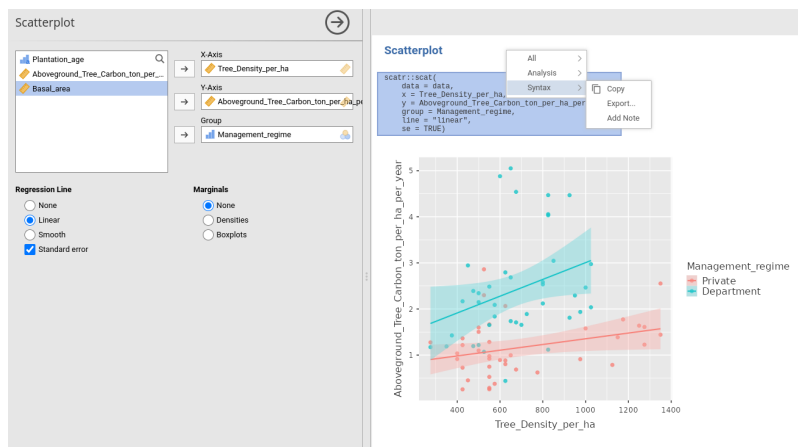 Scatterplot
Plantation_age
Aboveground_Tree_Carbon_ton_per_...
Basal_area
X-Axis
Tree_Density_per_ha
Y-Axis
Aboveground_Tree_Carbon_ton_per_ha_pe
Group
Management_regime
Regression Line
None
Linear
Smooth
Standard error
Marginals
None
Densities
Boxplots
Scatterplot
All
Analysis
Syntax
Copy
Export...
Add Note
scatr::scat(
data = data,
x = Tree_Density_per_ha,
y = Aboveground_Tree_Carbon_ton_per_ha_per
group = Management_regime,
line = "linear",
se = TRUE)
Aboveground_Tree_Carbon_ton_per_ha_per_year
5
4
3
2
1
400 600 800 1000 1200 1400
Tree_Density_per_ha
Management_regime
Private
Department